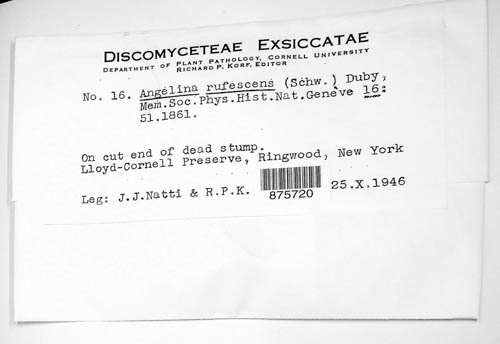 DISCOMYCETEAE EXSICCATAE
DEPARTMENT OF PLANT PATHOLOGY, CORNELL UNIVERSITY
RICHARD P. KORF, EDITOR
No. 16. Angelina rufescens (Schw.) Duby,
Mem.Soc.Phys.Hist.Nat.Genève 16:
51.1861.
On cut end of dead stump.
Lloyd-Cornell Preserve, Ringwood, New York
Leg: J.J.Natti & R.P.K. 25.X.1946
875720